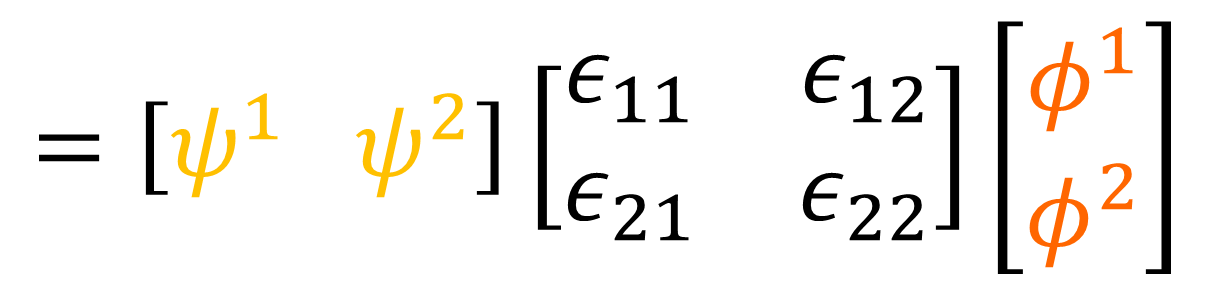 = [ψ¹ ψ²] [ϵ₁₁ ϵ₁₂ ϵ₂₁ ϵ₂₂] [ϕ¹ ϕ²]